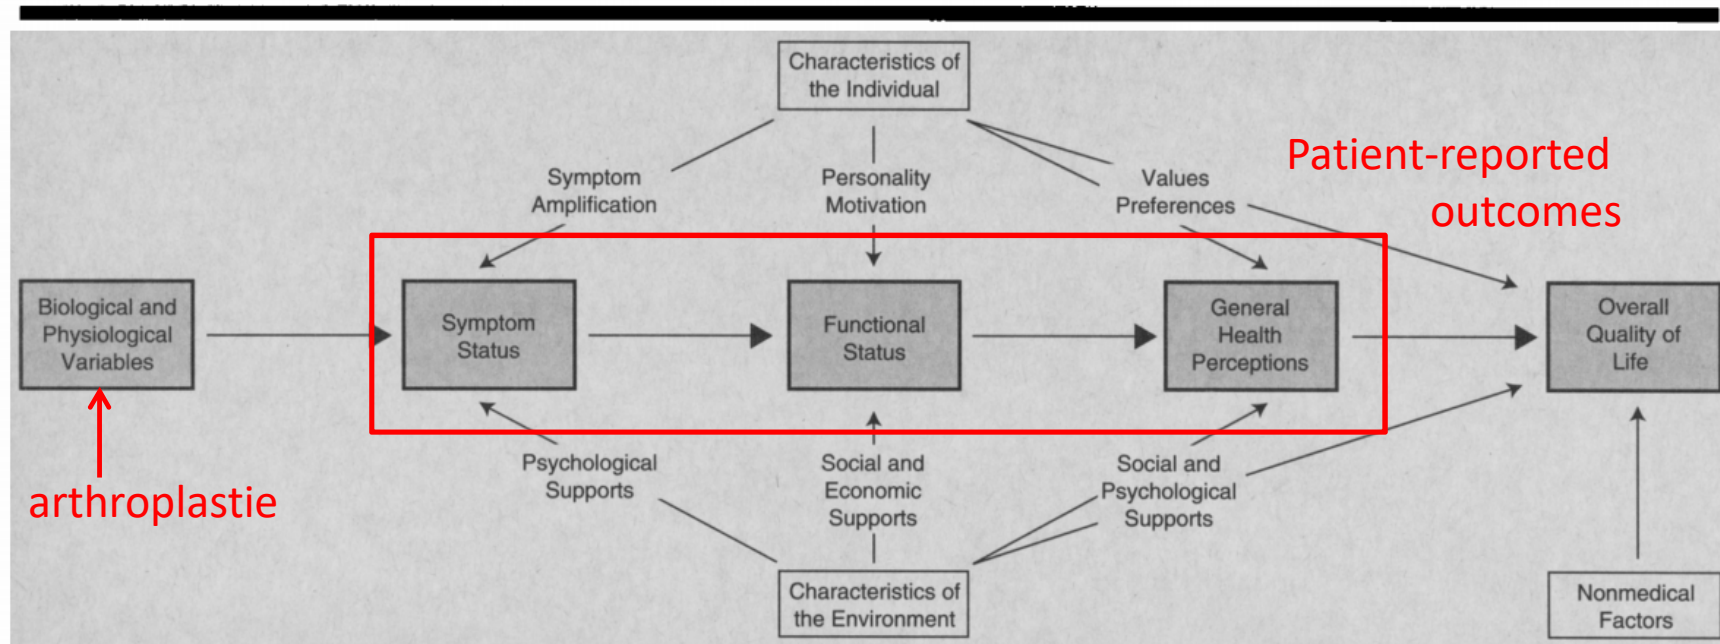 Characteristics of
the Individual
Patient-reported
outcomes
Symptom
Amplification
Personality
Motivation
Values
Preferences
Biological and
Physiological
Variables
Symptom
Status
Functional
Status
General
Health
Perceptions
Overall
Quality of
Life
arthroplastie
Psychological
Supports
Social and
Economic
Supports
Social and
Psychological
Supports
Characteristics of
the Environment
Nonmedical
Factors